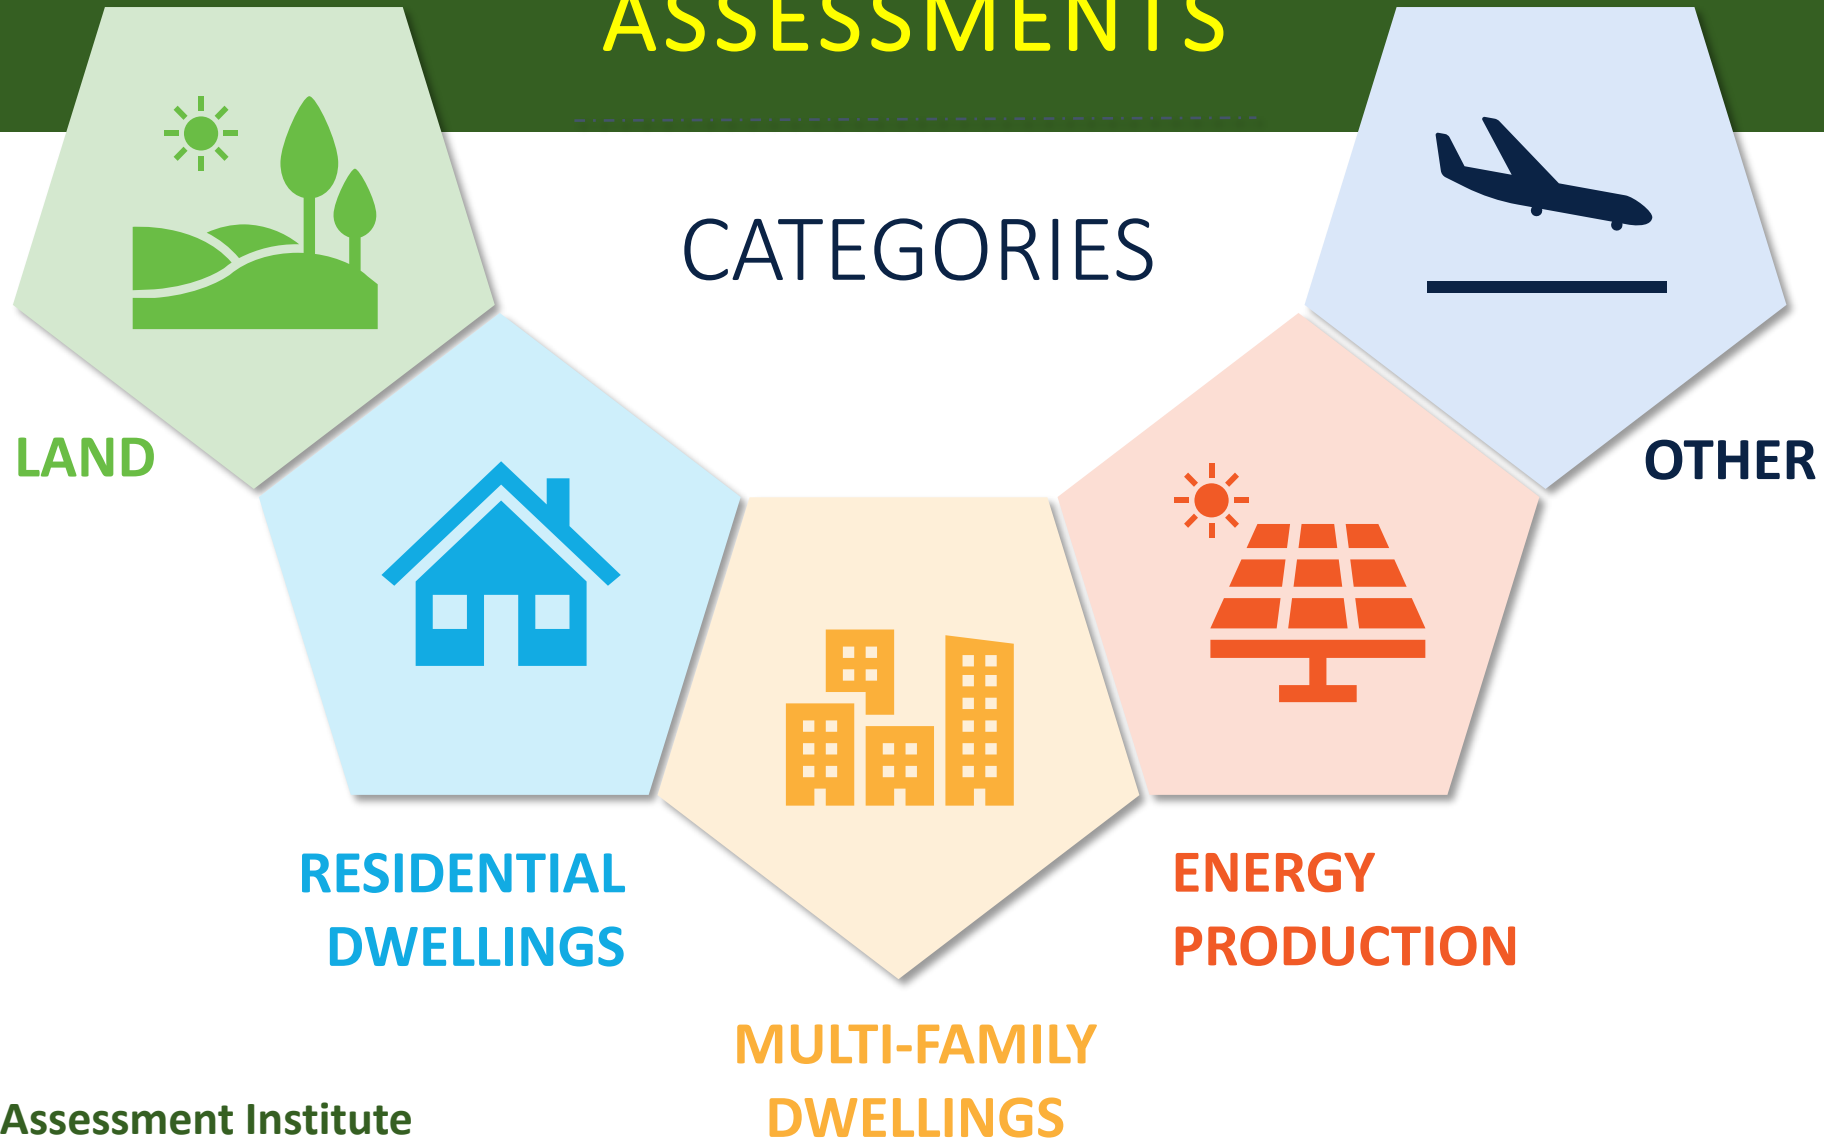 ASSESSMENTS
CATEGORIES
LAND
OTHER
RESIDENTIAL
DWELLINGS
ENERGY
PRODUCTION
MULTI-FAMILY
DWELLINGS
Assessment Institute